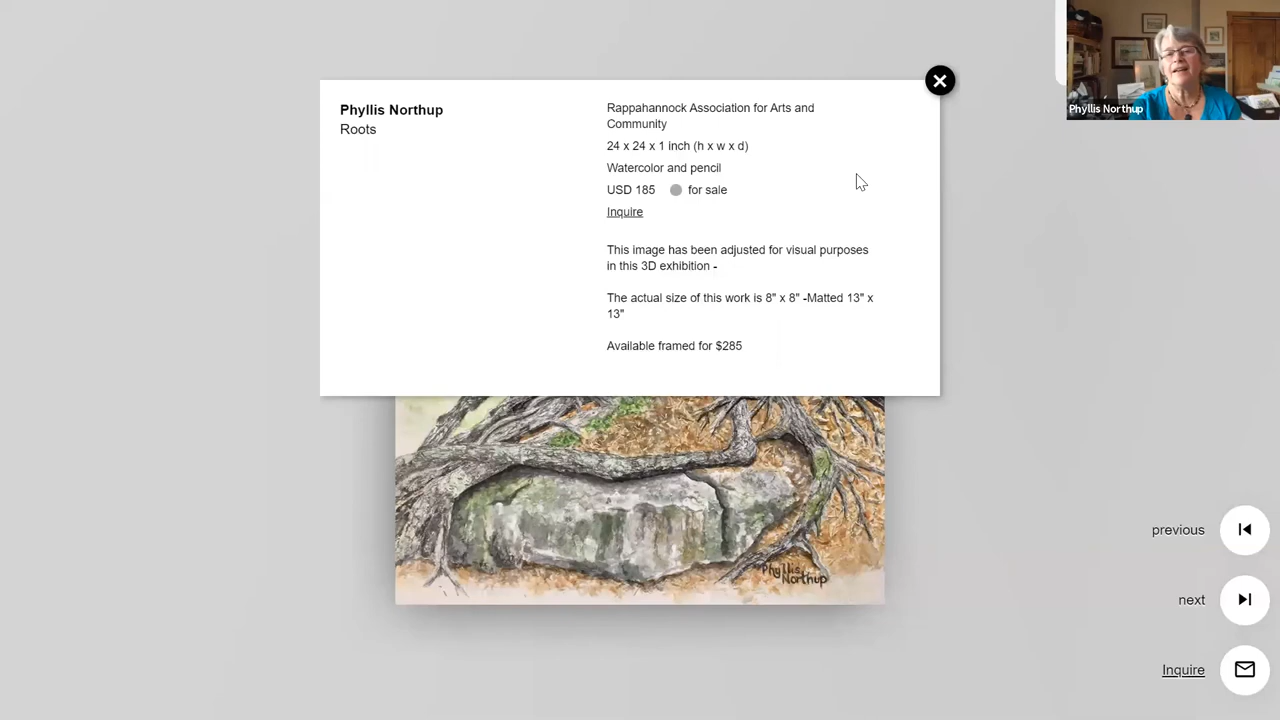 Phyllis Northup
Roots
Rappahannock Association for Arts and
Community
24 x 24 x 1 inch (h x w x d)
Watercolor and pencil
USD 185 for sale
Inquire
This image has been adjusted for visual purposes
in this 3D exhibition -
The actual size of this work is 8" x 8" -Matted 13" x
13"
Available framed for $285
Phyllis Northup
Phyllis
Northup
previous
next
Inquire